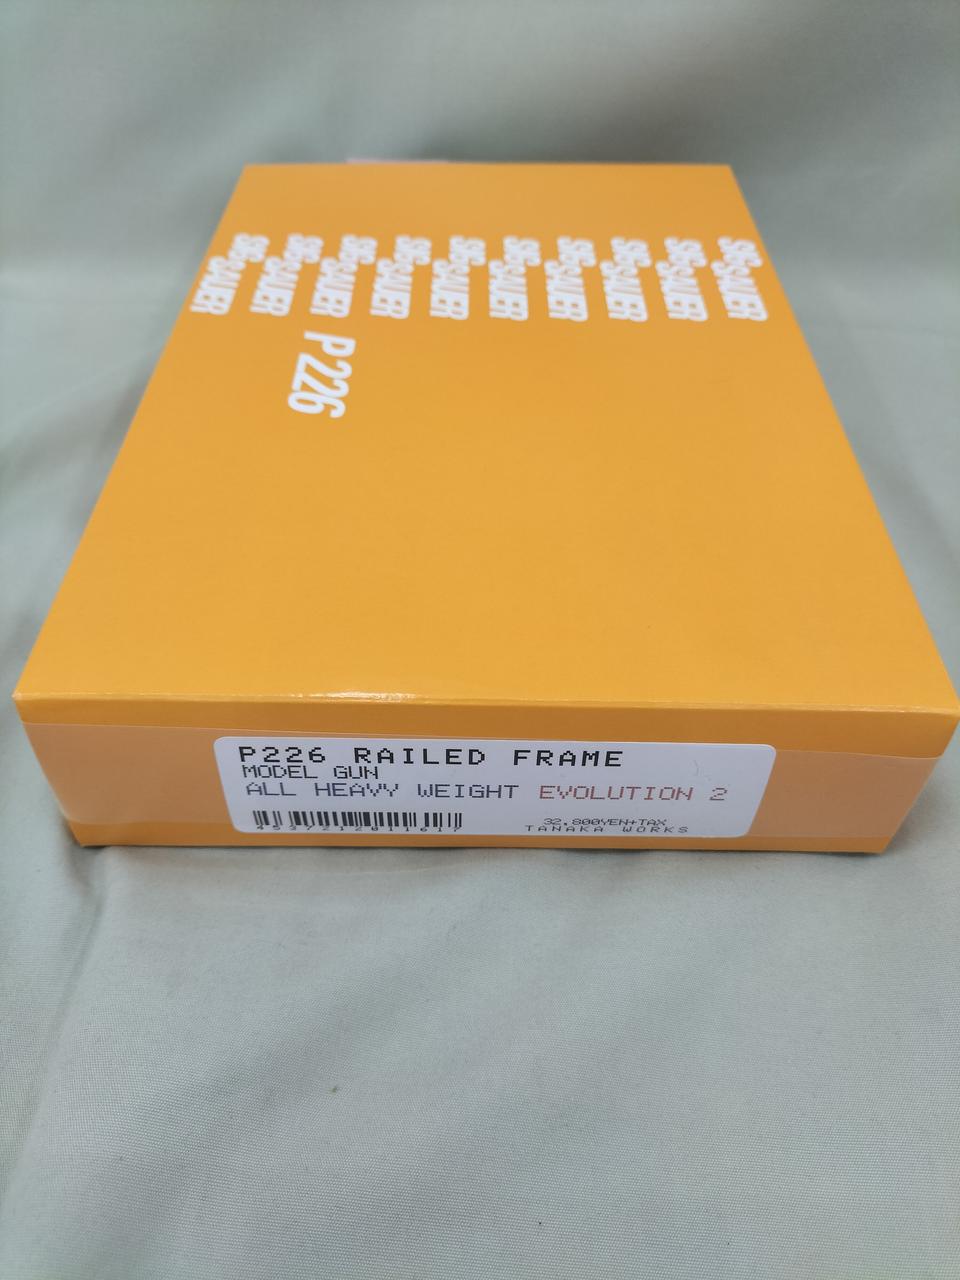 SIG SAUER
SIG SAUER
SIG SAUER
SIG SAUER
SIG SAUER
SIG SAUER
SIG SAUER
SIG SAUER
SIG SAUER
SIG SAUER
P226
P226 RAILED FRAME
MODEL GUN
ALL HEAVY WEIGHT EVOLUTION 2
4537212011617
32,800YEN+TAX
TANAKA WORKS